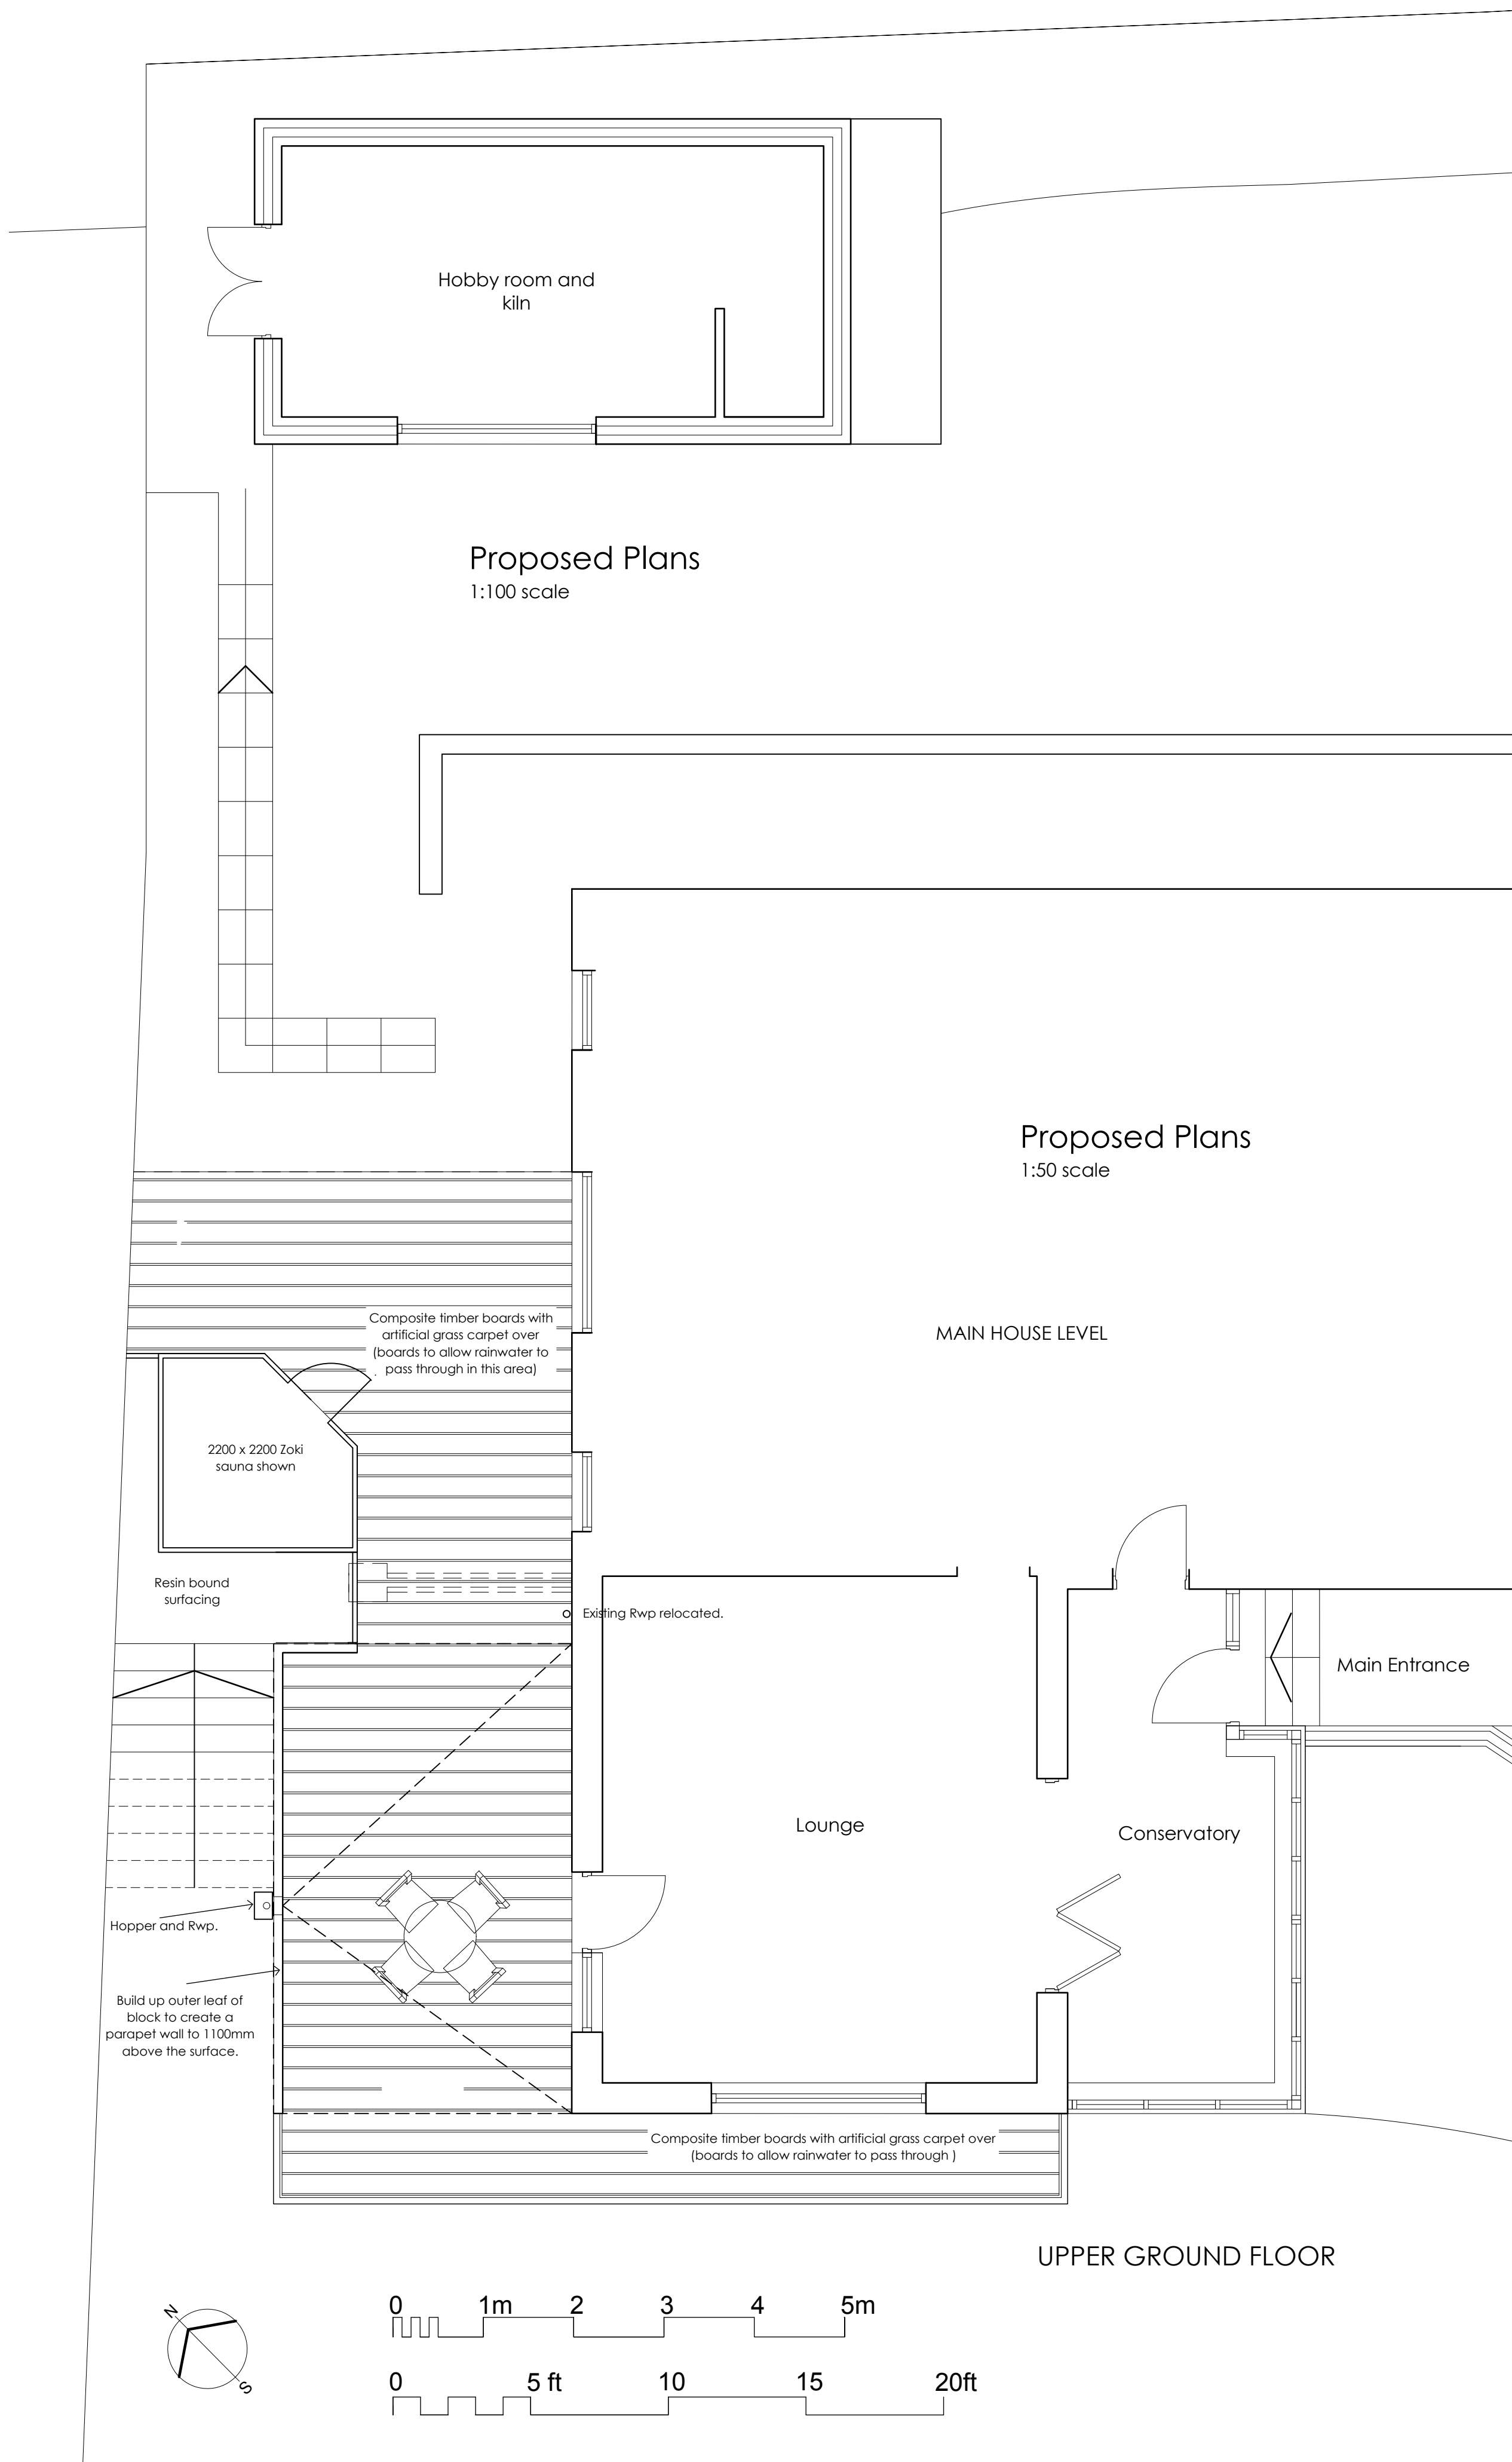 Hobby room and
kiln
Proposed Plans
1:100 scale
Proposed Plans
1:50 scale
Composite timber boards with
artificial grass carpet over
(boards to allow rainwater to
pass through in this area)
MAIN HOUSE LEVEL
2200 x 2200 Zoki
sauna shown
Resin bound
surfacing
Existing Rwp relocated.
Main Entrance
Lounge
Conservatory
Hopper and Rwp.
Build up outer leaf of
block to create a
parapet wall to 1100mm
above the surface.
Composite timber boards with artificial grass carpet over
(boards to allow rainwater to pass through )
UPPER GROUND FLOOR
N
S
0 1m 2 3 4 5m
0 5 ft 10 15 20ft